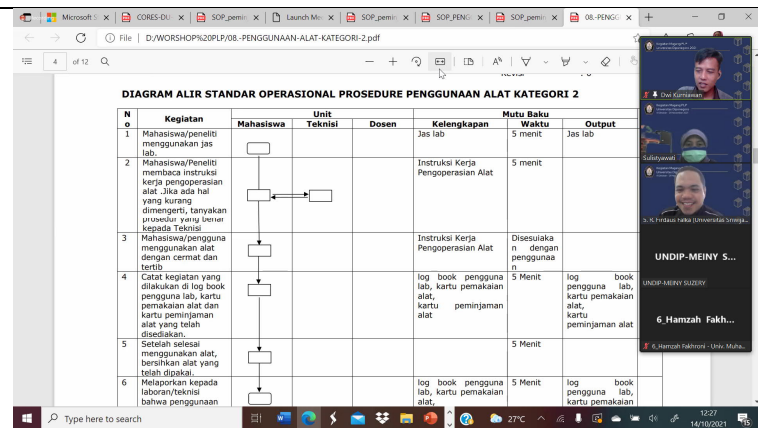 Microsoft S
CORES-DU
SOP_pemin
Launch Me
SOP_pemin
SOP_PENG
SOP_pemin
08.-PENGG
File | D:/WORSHOP%20PLP/08.-PENGGUNAAN-ALAT-KATEGORI-2.pdf
4 of 12
DIAGRAM ALIR STANDAR OPERASIONAL PROSEDURE PENGGUNAAN ALAT KATEGORI 2
N
o
Kegiatan
Unit
Mutu Baku
Mahasiswa
Teknisi
Dosen
Kelengkapan
Waktu
Output
1
Mahasiswa/peneliti
menggunakan jas
lab.
Jas lab
5 menit
Jas lab
2
Mahasiswa/Peneliti
membaca instruksi
kerja pengoperasian
alat .Jika ada hal
yang kurang
dimengerti, tanyakan
prosedur yang benar
kepada Teknisi
Instruksi Kerja
Pengoperasian Alat
5 menit
3
Mahasiswa/pengguna
menggunakan alat
dengan cermat dan
tertib
Instruksi Kerja
Pengoperasian Alat
Disesuiaka
n dengan
penggunaa
n
4
Catat kegiatan yang
dilakukan di log book
pengguna lab, kartu
pemakaian alat dan
kartu peminjaman
alat yang telah
disediakan.
log book pengguna
lab, kartu pemakaian
alat,
kartu peminjaman
alat
5 Menit
log book
pengguna lab,
kartu pemakaian
alat,
kartu
peminjaman alat
5
Setelah selesai
menggunakan alat,
bersihkan alat yang
telah dipakai.
5 Menit
6
Melaporkan kepada
laboran/teknisi
bahwa penggunaan
log book pengguna
lab, kartu pemakaian
alat,
5 Menit
log book
pengguna lab,
kartu pemakaian
Dwi Kurniawan
Sulistyawati
S. R. Firdaus Falka (Universitas Sriwija...
UNDIP-MEINY S...
UNDIP-MEINY SUZERY
6_Hamzah Fakh...
6_Hamzah Fakhroni - Univ. Muha...
Type here to search
27°C
12:27
14/10/2021
15